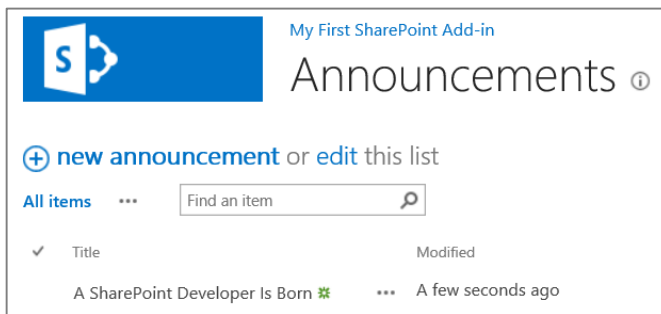 S
My First SharePoint Add-in
Announcements
new announcement or edit this list
All items ••• Find an item
Title Modified
A SharePoint Developer Is Born ••• A few seconds ago